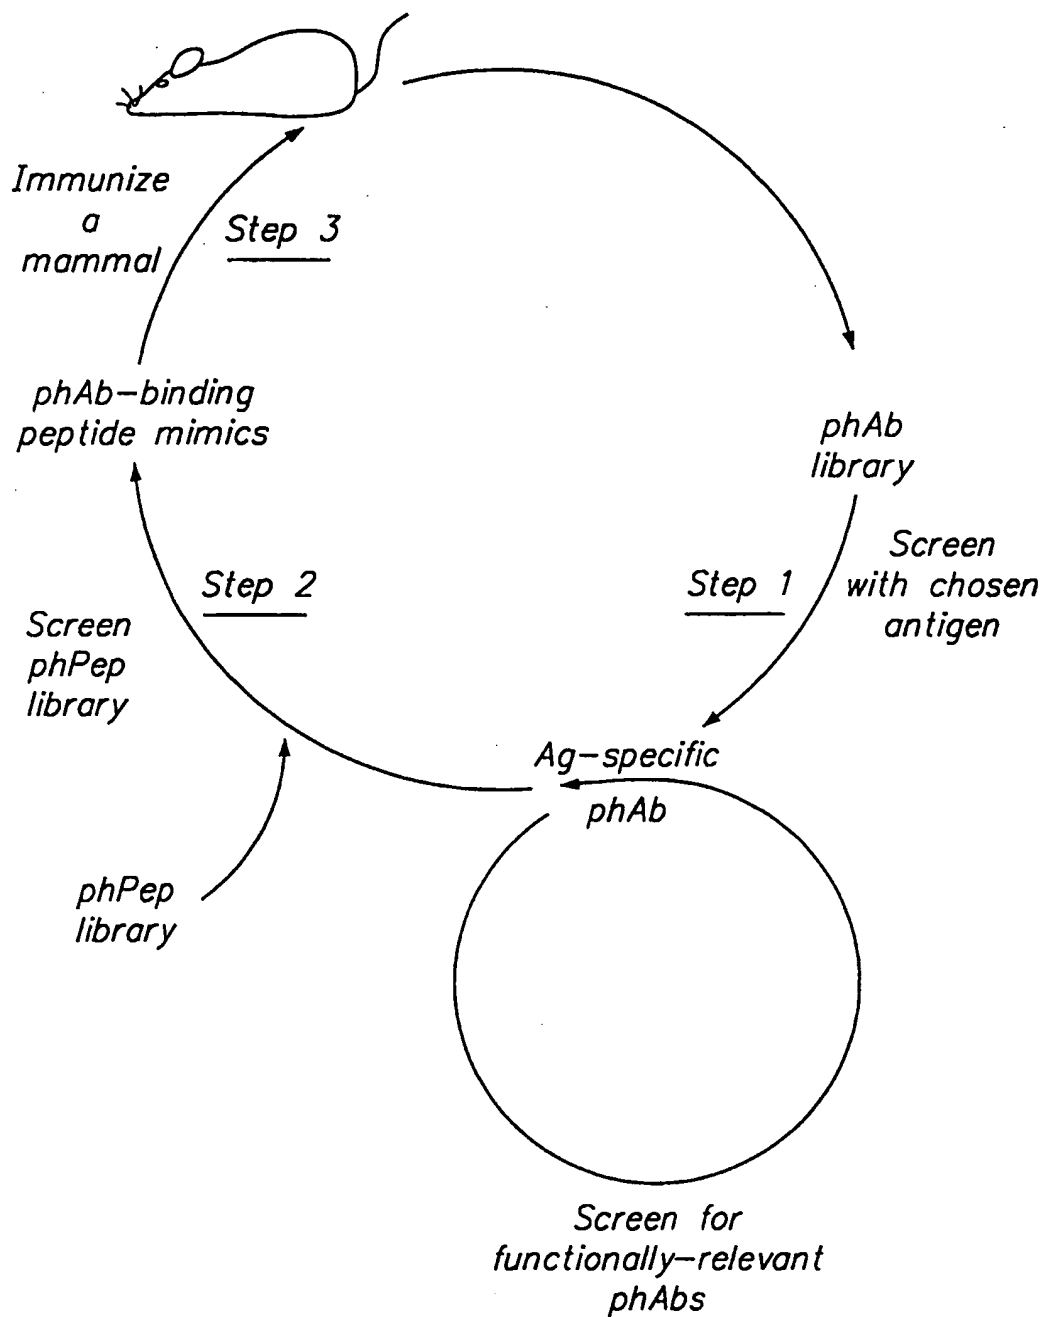 Immunize
a
mammal
Step 3
phAb-binding
peptide mimics
phAb
library
Screen
with chosen
antigen
Step 1
Step 2
Screen
phPep
library
Ag-specific
phAb
phPep
library
Screen for
functionally-relevant
phAbs